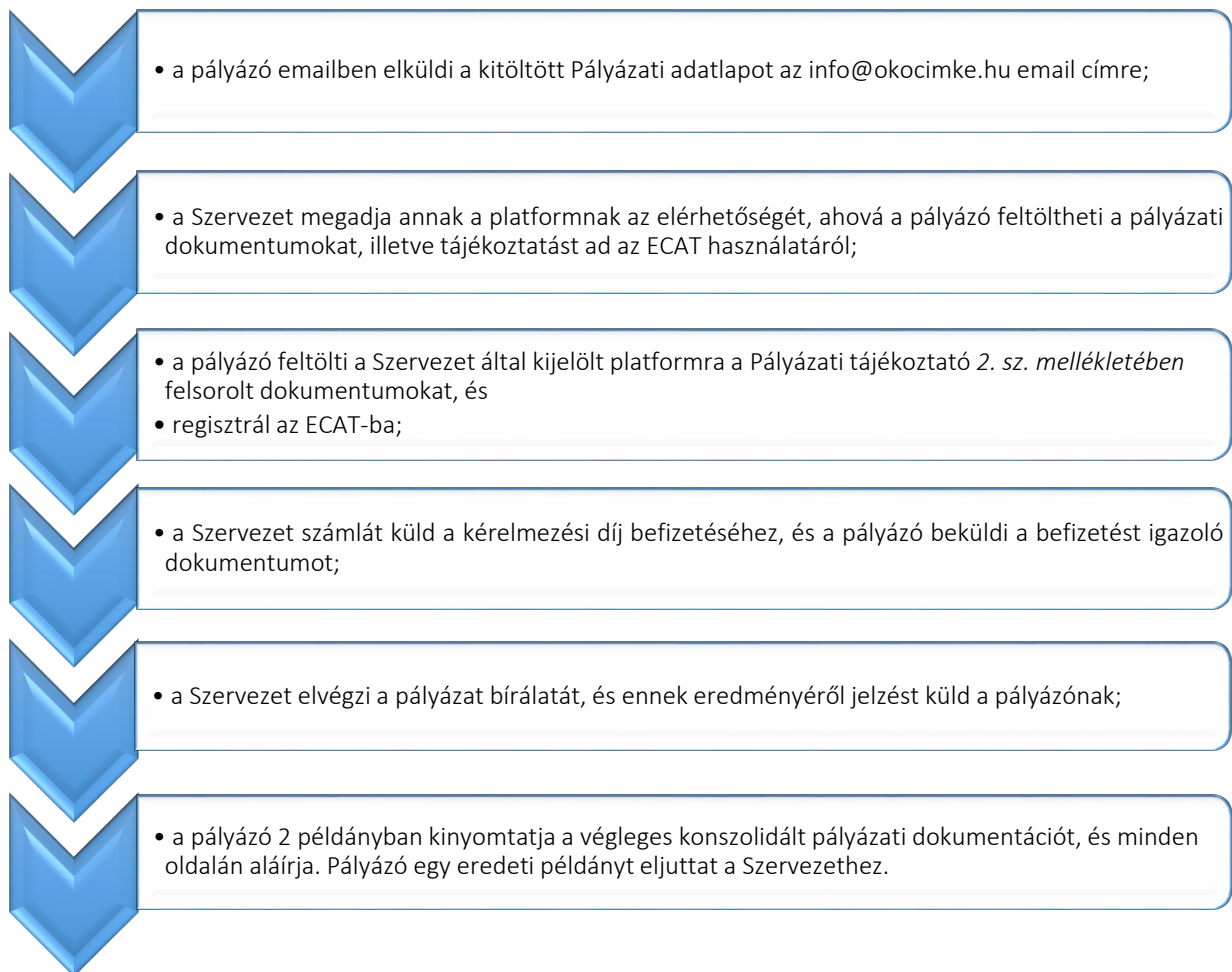 • a pályázó emailben elküldi a kitöltött Pályázati adatlapot az info@okocimke.hu email címre;
• a Szervezet megadja annak a platformnak az elérhetőségét, ahová a pályázó feltöltheti a pályázati
dokumentumokat, illetve tájékoztatást ad az ECAT használatáról;
• a pályázó feltölti a Szervezet által kijelölt platformra a Pályázati tájékoztató 2. sz. mellékletében
felsorolt dokumentumokat, és
• regisztrál az ECAT-ba;
• a Szervezet számlát küld a kérelmezési díj befizetéséhez, és a pályázó beküldi a befizetést igazoló
dokumentumot;
• a Szervezet elvégzi a pályázat bírálatát, és ennek eredményéről jelzést küld a pályázónak;
• a pályázó 2 példányban kinyomtatja a végleges konszolidált pályázati dokumentációt, és minden
oldalán aláírja. Pályázó egy eredeti példányt eljuttat a Szervezethez.